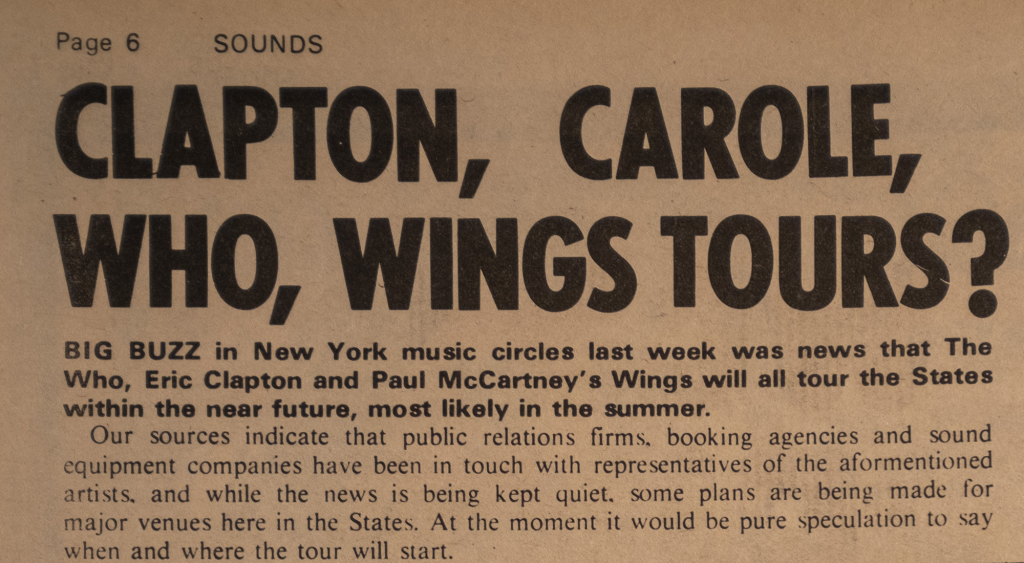 Page 6 SOUNDS
CLAPTON, CAROLE,
WHO, WINGS TOURS?
BIG BUZZ in New York music circles last week was news that The
Who, Eric Clapton and Paul McCartney's Wings will all tour the States
within the near future, most likely in the summer.
Our sources indicate that public relations firms, booking agencies and sound
equipment companies have been in touch with representatives of the aformentioned
artists, and while the news is being kept quiet, some plans are being made for
major venues here in the States. At the moment it would be pure speculation to say
when and where the tour will start.